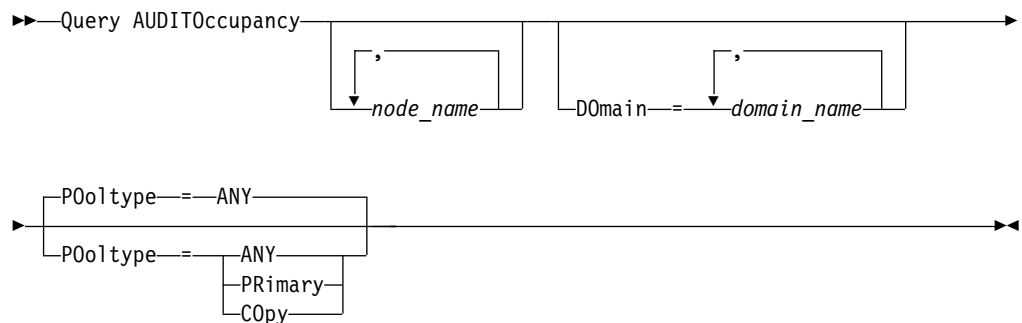 Query AUDITOccupancy
, ,
node_name DOmain = domain_name
POoltype = ANY
POoltype = ANY
PRimary
COpy